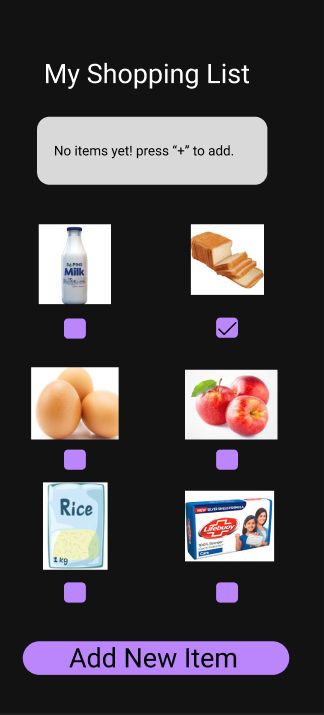 My Shopping List
No items yet! press “+” to add.
Milk
Rice
1 kg
Lifebuoy
Add New Item